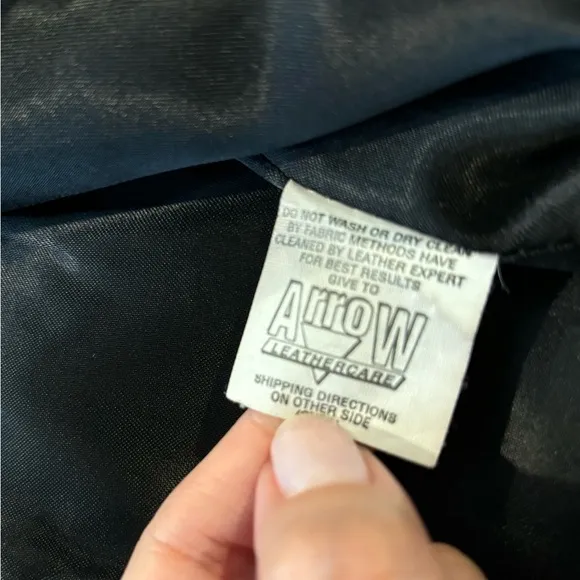 DO NOT WASH OR DRY CLEAN
BY FABRIC METHODS HAVE
CLEANED BY LEATHER EXPERT
FOR BEST RESULTS
GIVE TO
ArroW
LEATHERCARE
SHIPPING DIRECTIONS
ON OTHER SIDE